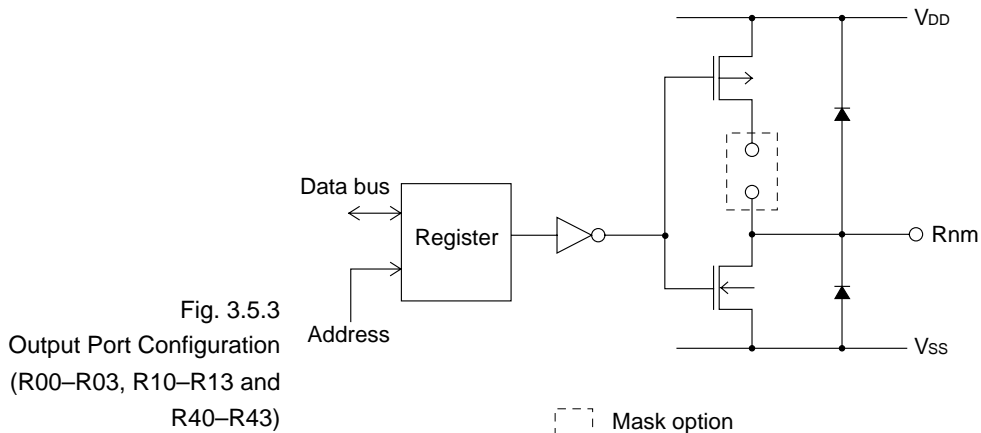 VDD
Data bus
Register
Rnm
Address
Fig. 3.5.3
Output Port Configuration
(R00–R03, R10–R13 and
R40–R43)
VSS
Mask option